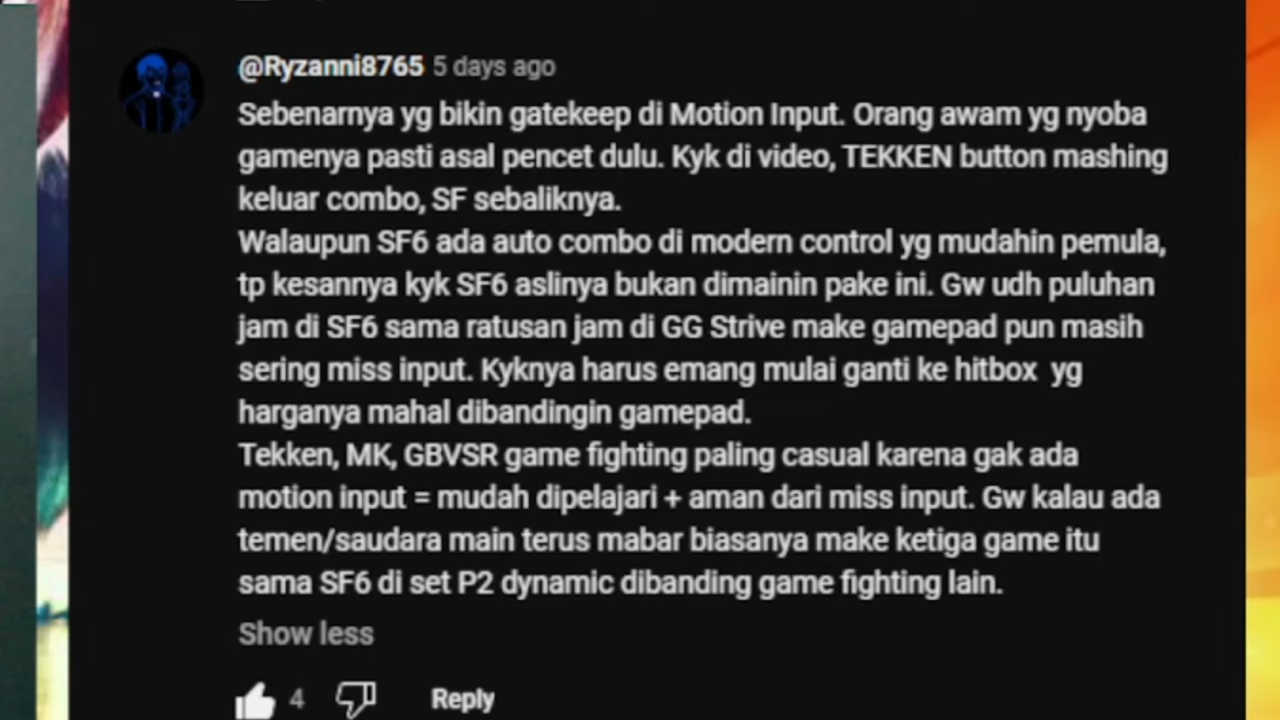 @Ryzanni8765 5 days ago
Sebenarnya yg bikin gatekeep di Motion Input. Orang awam yg nyoba
gamenya pasti asal pencet dulu. Kyk di video, TEKKEN button mashing
keluar combo, SF sebaliknya.
Walaupun SF6 ada auto combo di modern control yg mudahin pemula,
tp kesannya kyk SF6 aslinya bukan dimainin pake ini. Gw udh puluhan
jam di SF6 sama ratusan jam di GG Strive make gamepad pun masih
sering miss input. Kyknya harus emang mulai ganti ke hitbox yg
harganya mahal dibandingin gamepad.
Tekken, MK, GBVSR game fighting paling casual karena gak ada
motion input = mudah dipelajari + aman dari miss input. Gw kalau ada
temen/saudara main terus mabar biasanya make ketiga game itu
sama SF6 di set P2 dynamic dibanding game fighting lain.
Show less
4 Reply